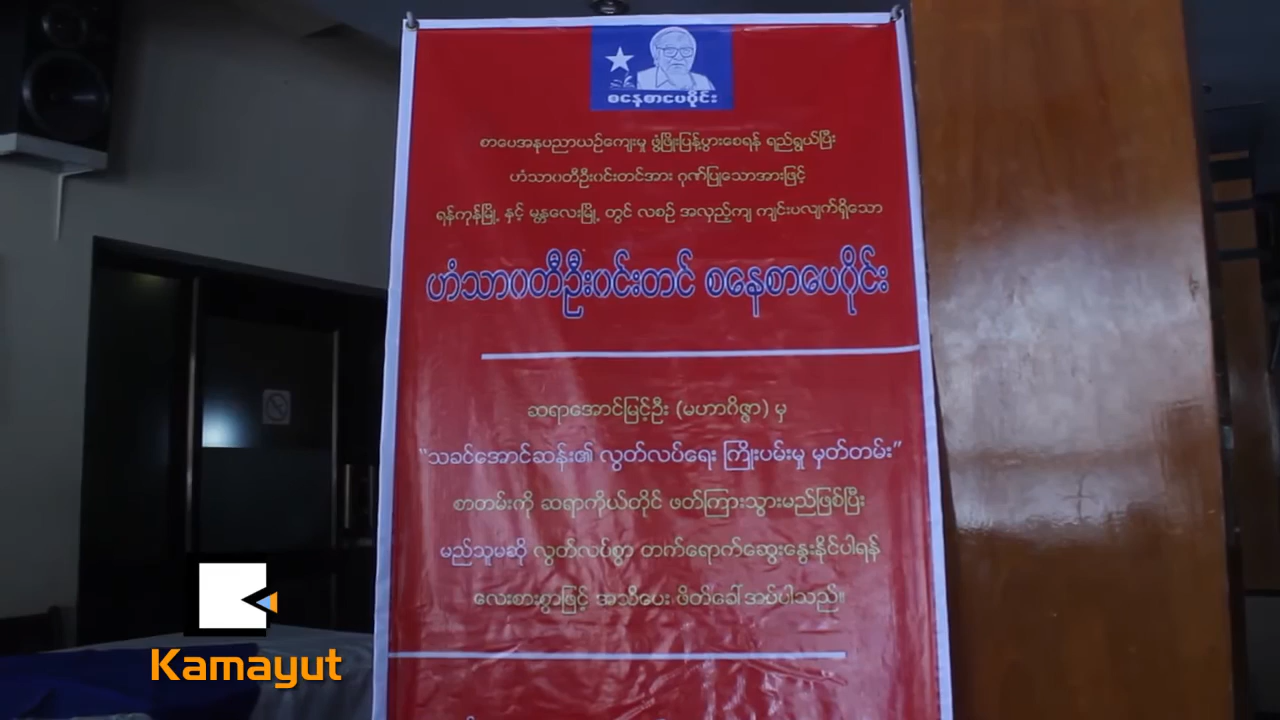 စနေစာပေဝိုင်း
စာပေအနုပညာယဉ်ကျေးမှု ဖွံ့ဖြိုးပြန့်ပွားစေရန် ရည်ရွယ်ပြီး
ဟံသာဝတီဦးဝင်းတင်အား ဂုဏ်ပြုသောအားဖြင့်
ရန်ကုန်မြို့ နှင့် မန္တလေးမြို့ တွင် လစဉ် အလှည့်ကျ ကျင်းပလျက်ရှိသော
ဟံသာဝတီဦးဝင်းတင် စနေစာပေဝိုင်း
ဆရာအောင်မြင့်ဦး (မဟာဂိဇ္ဈာ) မှ
“သခင်အောင်ဆန်း၏ လွတ်လပ်ရေး ကြိုးပမ်းမှု မှတ်တမ်း”
စာတမ်းကို ဆရာကိုယ်တိုင် ဖတ်ကြားသွားမည်ဖြစ်ပြီး
မည်သူမဆို လွတ်လပ်စွာ တက်ရောက်ဆွေးနွေးနိုင်ပါရန်
လေးစားစွာဖြင့် အသိပေး ဖိတ်ခေါ်အပ်ပါသည်။
Kamayut